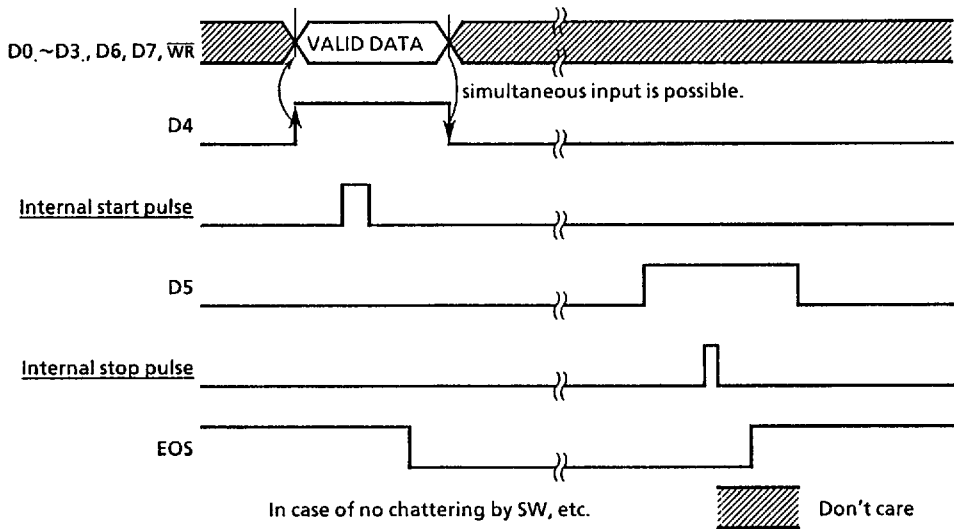 D0.~D3., D6, D7, W̅R̅
VALID DATA
simultaneous input is possible.
D4
Internal start pulse
D5
Internal stop pulse
EOS
In case of no chattering by SW, etc.
Don't care